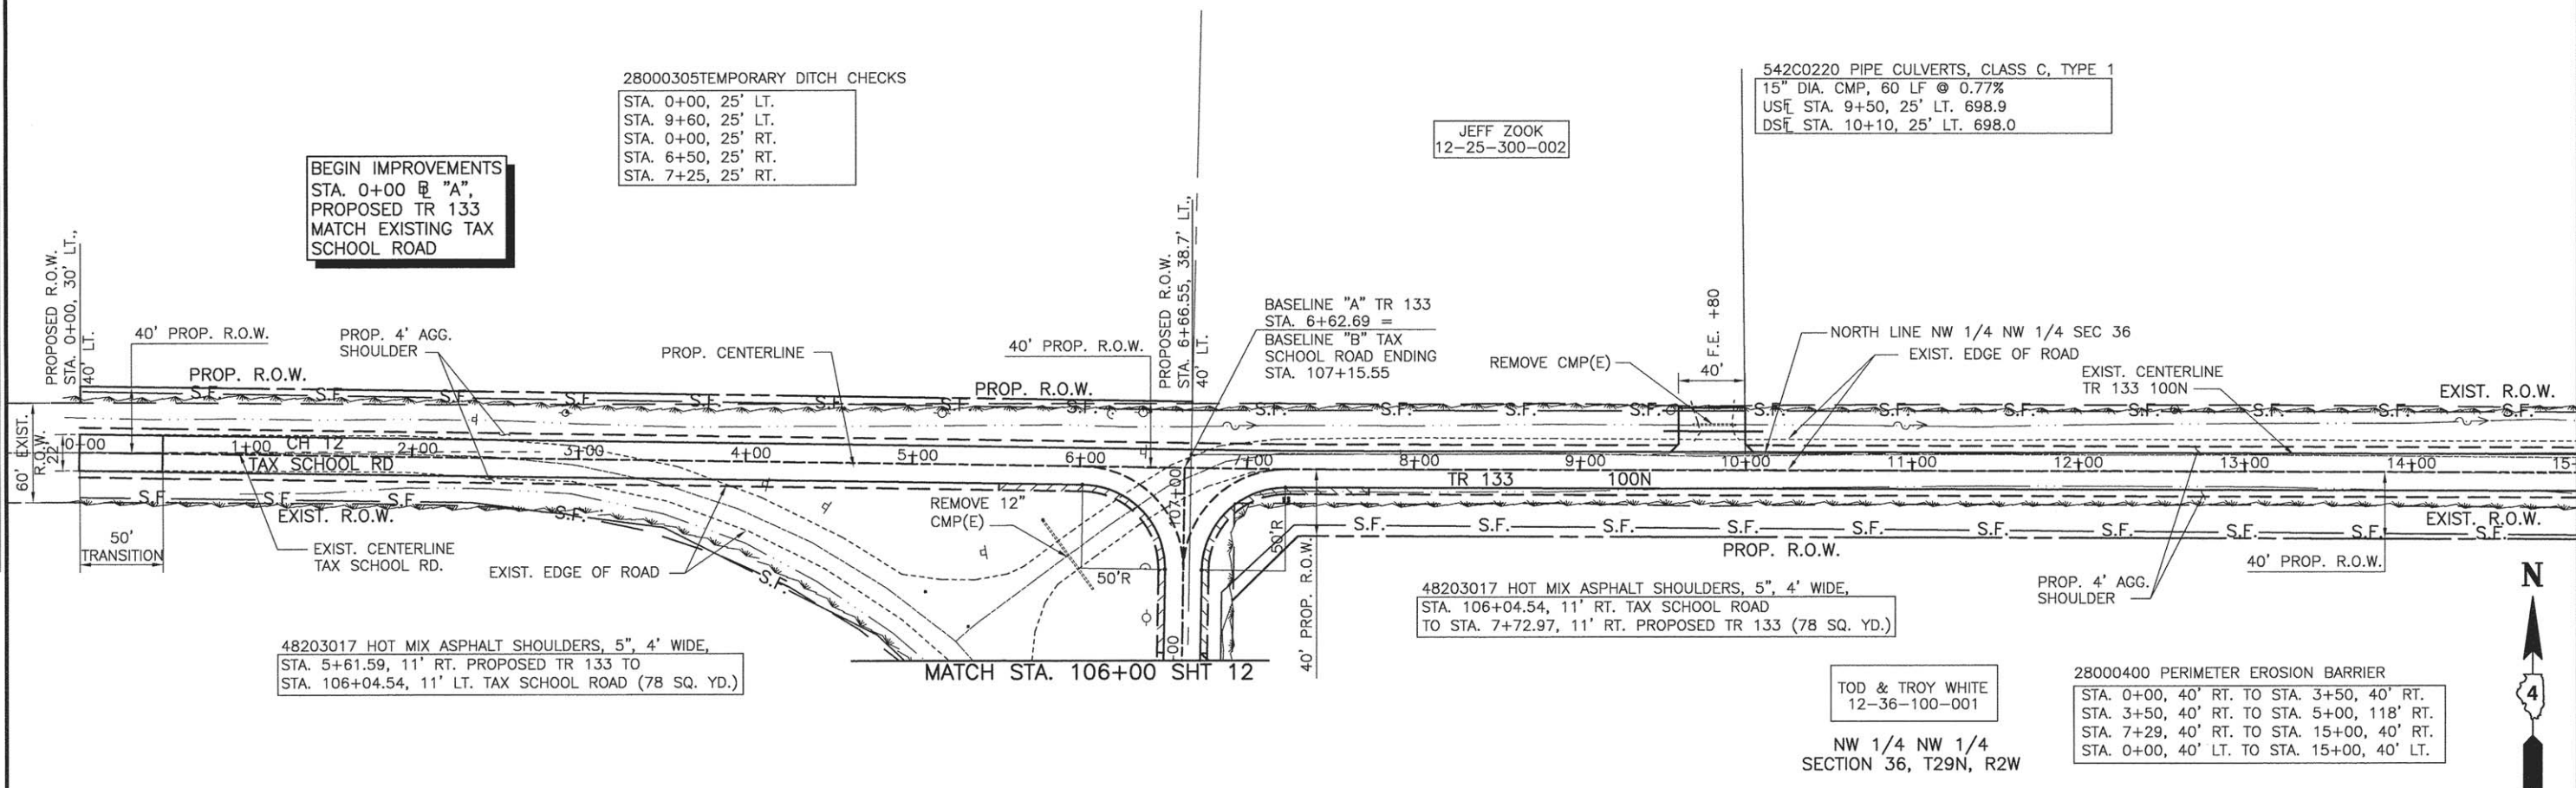 28000305TEMPORARY DITCH CHECKS
STA. 0+00, 25' LT.
STA. 9+60, 25' LT.
STA. 0+00, 25' RT.
STA. 6+50, 25' RT.
STA. 7+25, 25' RT.
542C0220 PIPE CULVERTS, CLASS C, TYPE 1
15" DIA. CMP, 60 LF @ 0.77%
USFL STA. 9+50, 25' LT. 698.9
DSFL STA. 10+10, 25' LT. 698.0
JEFF ZOOK
12-25-300-002
BEGIN IMPROVEMENTS
STA. 0+00 BL "A",
PROPOSED TR 133
MATCH EXISTING TAX
SCHOOL ROAD
PROPOSED R.O.W.
STA. 0+00, 30' LT.,
40' LT.
40' PROP. R.O.W.
PROP. 4' AGG.
SHOULDER
PROP. CENTERLINE
40' PROP. R.O.W.
PROPOSED R.O.W.
STA. 6+66.55, 38.7' LT.,
40' LT.
BASELINE "A" TR 133
STA. 6+62.69 =
BASELINE "B" TAX
SCHOOL ROAD ENDING
STA. 107+15.55
REMOVE CMP(E)
40' F.E. +80
40'
NORTH LINE NW 1/4 NW 1/4 SEC 36
EXIST. EDGE OF ROAD
EXIST. CENTERLINE
TR 133 100N
EXIST. R.O.W.
PROP. R.O.W.
PROP. R.O.W.
S.F. S.F. S.F. S.F. S.F. S.F. S.F. S.F. S.F. S.F. S.F. S.F. S.F. S.F. S.F. S.F. S.F. S.F. S.F.
60' EXIST.
R.O.W.
22'
0+00 1+00 2+00 3+00 4+00 5+00 6+00 7+00 8+00 9+00 10+00 11+00 12+00 13+00 14+00 15
CH 12
TAX SCHOOL RD
TR 133 100N
107+00
S.F. S.F. S.F. S.F.
EXIST. R.O.W.
50'
TRANSITION
EXIST. CENTERLINE
TAX SCHOOL RD.
EXIST. EDGE OF ROAD
S.F.
REMOVE 12"
CMP(E)
50'R
50'R
40' PROP. R.O.W.
S.F. S.F. S.F. S.F. S.F. S.F. S.F. S.F. S.F. S.F.
EXIST. R.O.W.
PROP. R.O.W.
40' PROP. R.O.W.
PROP. 4' AGG.
SHOULDER
48203017 HOT MIX ASPHALT SHOULDERS, 5", 4' WIDE,
STA. 106+04.54, 11' RT. TAX SCHOOL ROAD
TO STA. 7+72.97, 11' RT. PROPOSED TR 133 (78 SQ. YD.)
48203017 HOT MIX ASPHALT SHOULDERS, 5", 4' WIDE,
STA. 5+61.59, 11' RT. PROPOSED TR 133 TO
STA. 106+04.54, 11' LT. TAX SCHOOL ROAD (78 SQ. YD.)
MATCH STA. 106+00 SHT 12
TOD & TROY WHITE
12-36-100-001
NW 1/4 NW 1/4
SECTION 36, T29N, R2W
28000400 PERIMETER EROSION BARRIER
STA. 0+00, 40' RT. TO STA. 3+50, 40' RT.
STA. 3+50, 40' RT. TO STA. 5+00, 118' RT.
STA. 7+29, 40' RT. TO STA. 15+00, 40' RT.
STA. 0+00, 40' LT. TO STA. 15+00, 40' LT.
N
4